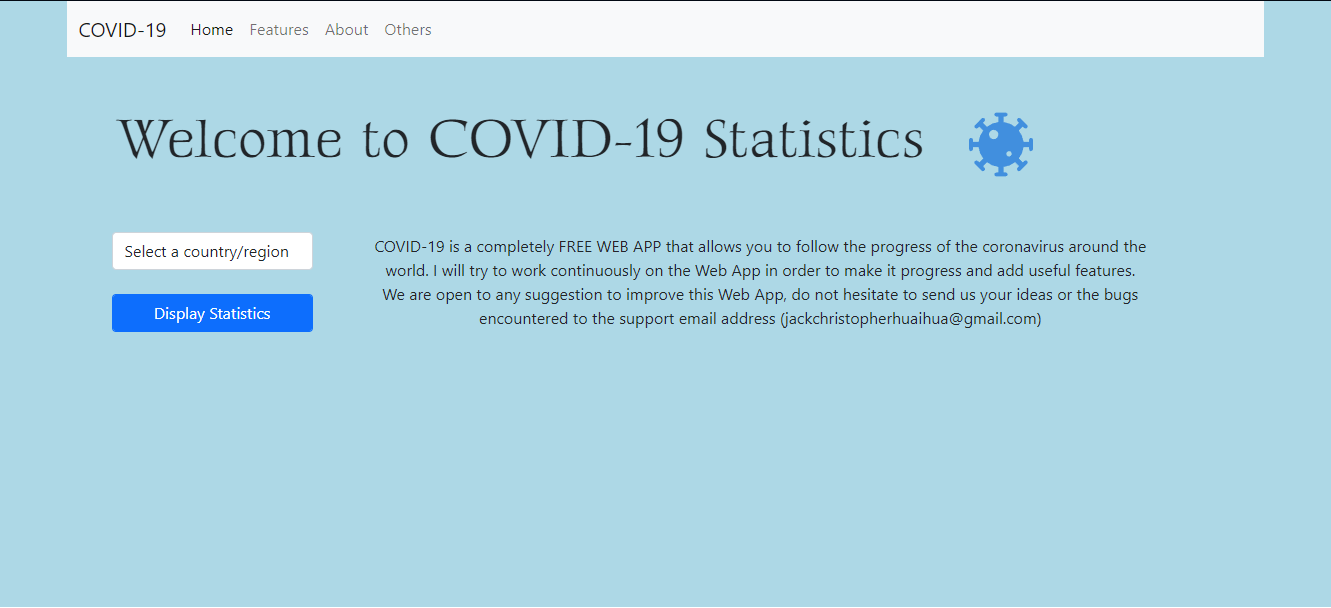 COVID-19 Home Features About Others
Welcome to COVID-19 Statistics
Select a country/region
Display Statistics
COVID-19 is a completely FREE WEB APP that allows you to follow the progress of the coronavirus around the
world. I will try to work continuously on the Web App in order to make it progress and add useful features.
We are open to any suggestion to improve this Web App, do not hesitate to send us your ideas or the bugs
encountered to the support email address (jackchristopherhuaihua@gmail.com)